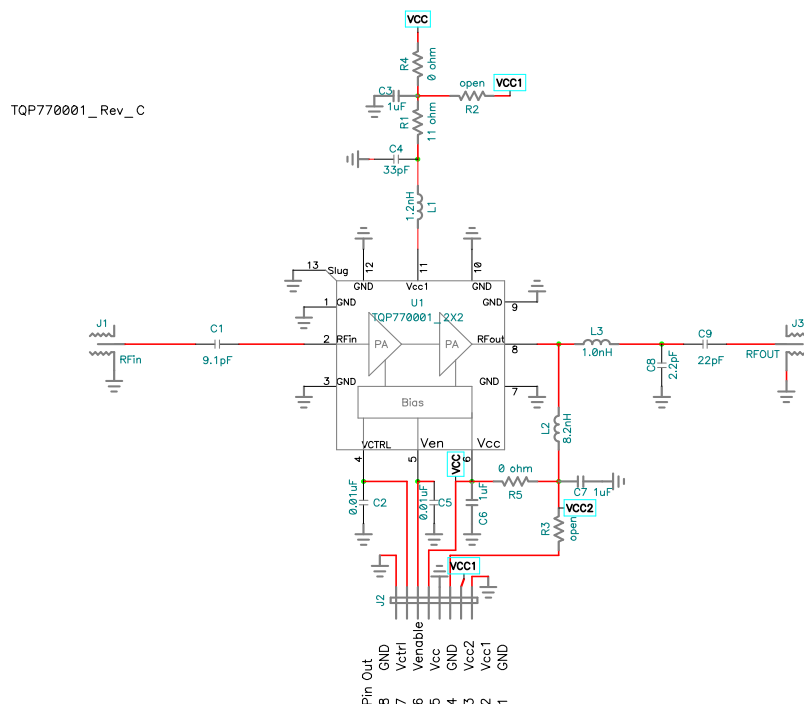 VCC
R4
0 ohm
C3
1uF
open
R2
VCC1
TQP770001_Rev_C
R1
11 ohm
C4
33pF
1.2nH
L1
13
Slug
12
GND
11
Vcc1
10
GND
1
GND
U1
TQP770001_2X2
GND
9
J1
RFin
C1
9.1pF
2
RFin
PA
PA
RFout
8
L3
1.0nH
C8
2.2pF
C9
22pF
J3
RFOUT
3
GND
GND
7
Bias
VCTRL
Ven
Vcc
4
5
6
L2
8.2nH
VCC
0 ohm
R5
0.01uF
C2
0.01uF
C5
1uF
C6
C7
1uF
VCC2
R3
open
VCC1
J2
Pin Out
8 GND
7 Vctrl
6 Venable
5 Vcc
4 GND
3 Vcc2
2 Vcc1
1 GND